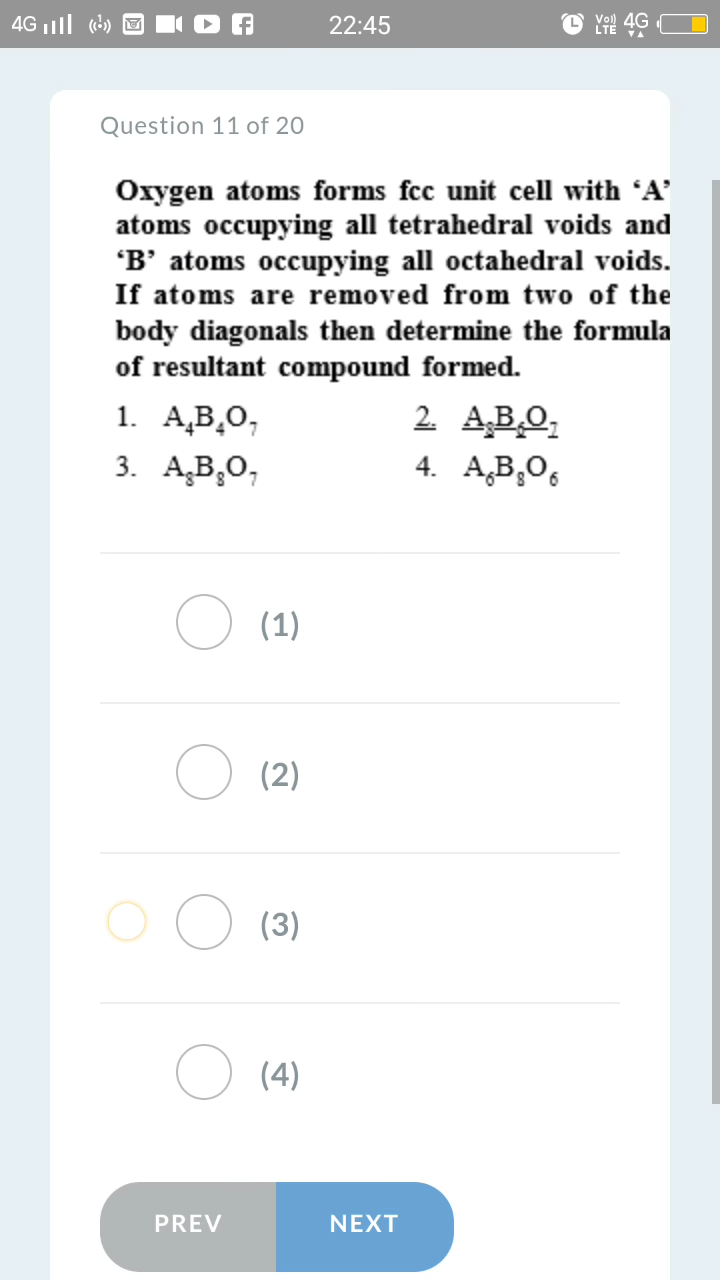 4G 22:45 Vo)) LTE 4G
Question 11 of 20
Oxygen atoms forms fcc unit cell with ‘A’
atoms occupying all tetrahedral voids and
‘B’ atoms occupying all octahedral voids.
If atoms are removed from two of the
body diagonals then determine the formula
of resultant compound formed.
1. A₄B₄O₇ 2. A₈B₆O₇
3. A₈B₈O₇ 4. A₆B₈O₆
(1)
(2)
(3)
(4)
PREV NEXT